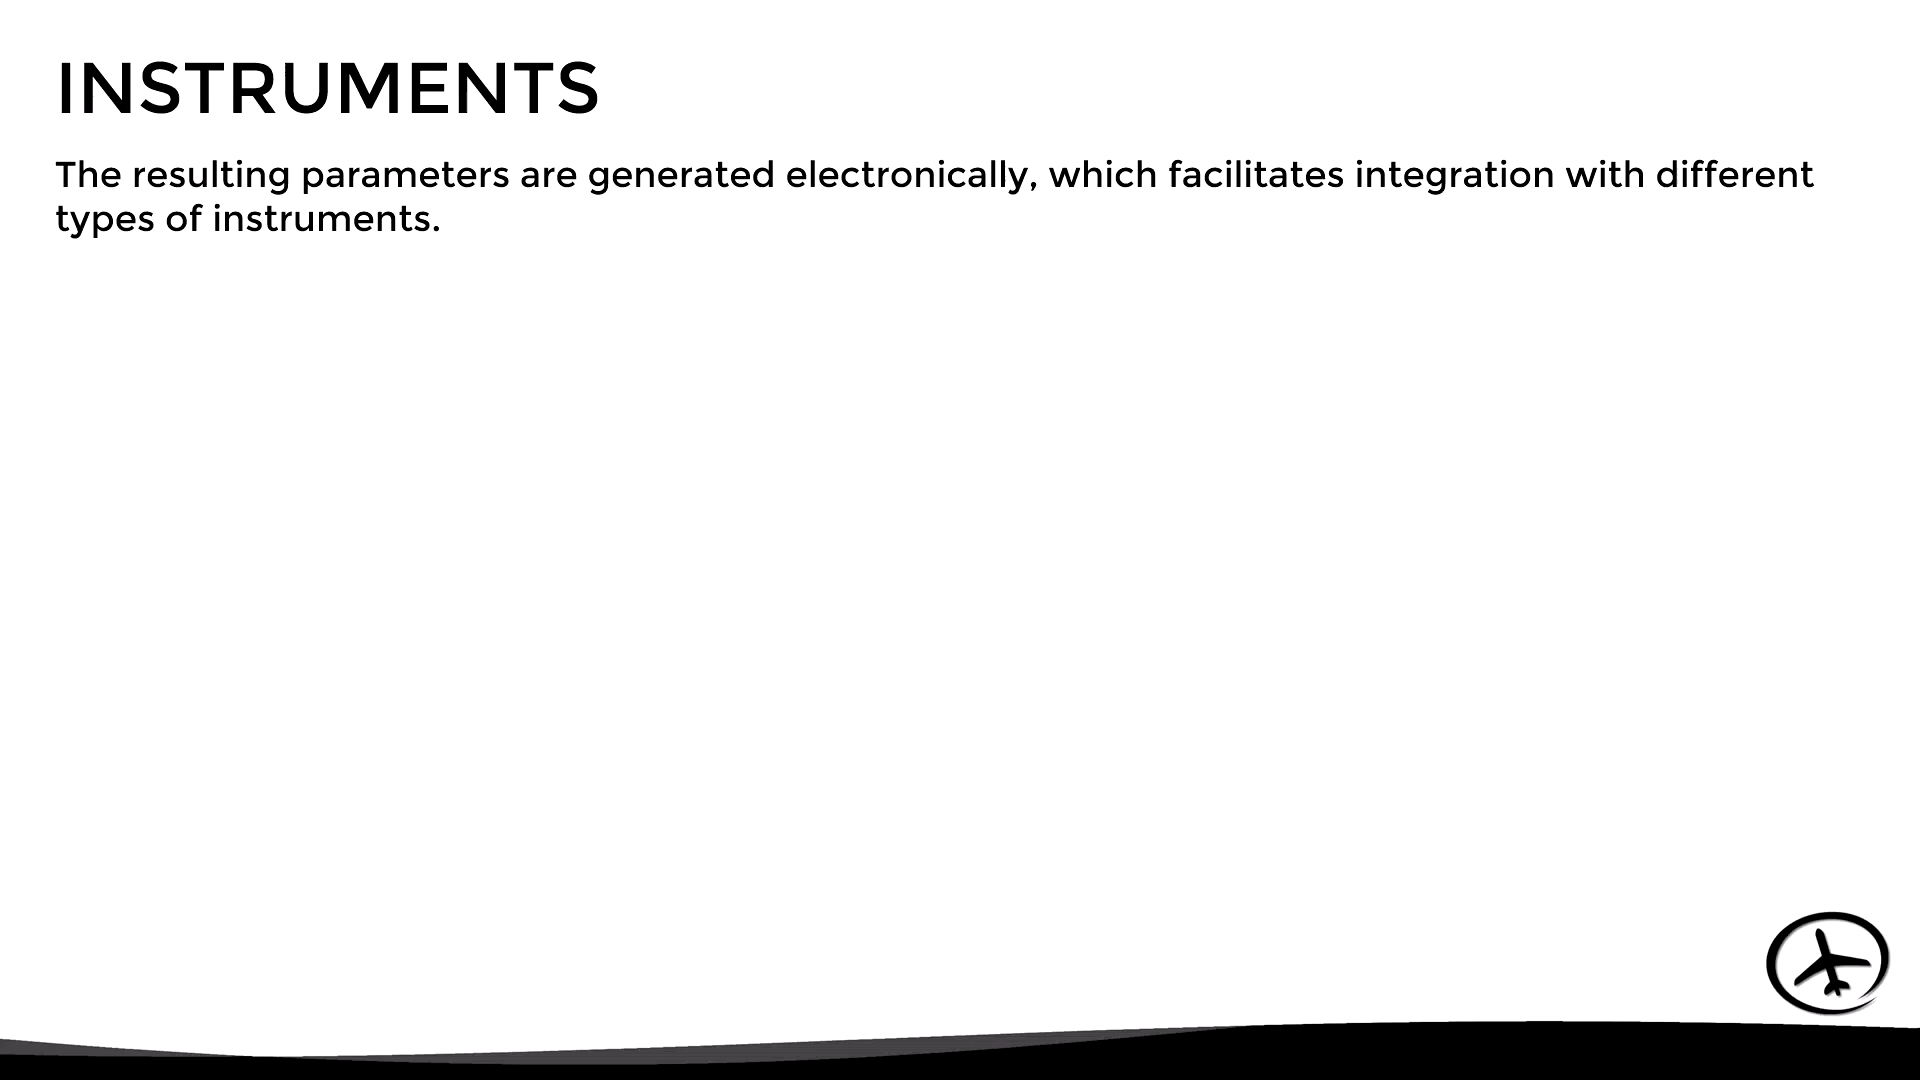 INSTRUMENTS
The resulting parameters are generated electronically, which facilitates integration with different
types of instruments.